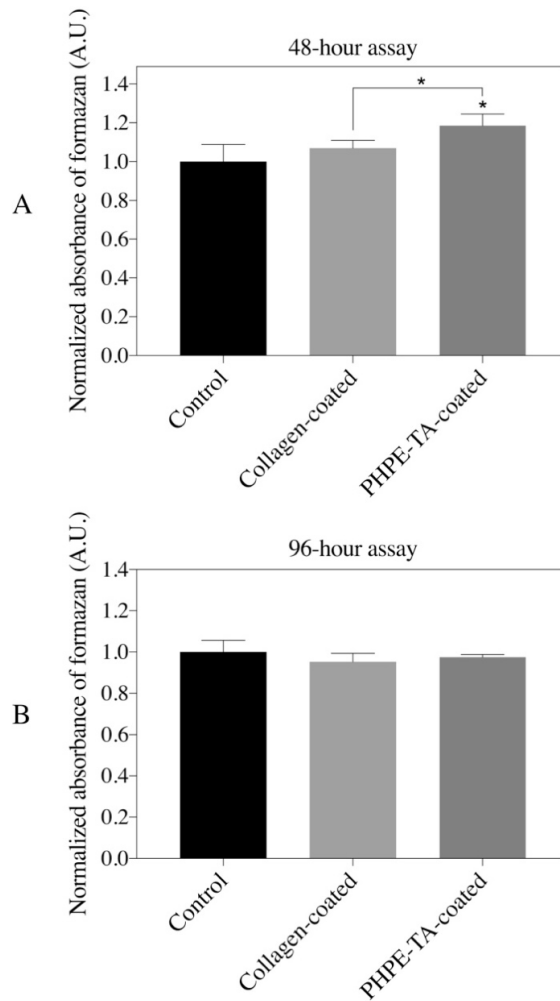 A
48-hour assay
Normalized absorbance of formazan (A.U.)
1.4
1.2
1.0
0.8
0.6
0.4
0.2
0.0
*
*
Control
Collagen-coated
PHPE-TA-coated
B
96-hour assay
Normalized absorbance of formazan (A.U.)
1.4
1.2
1.0
0.8
0.6
0.4
0.2
0.0
Control
Collagen-coated
PHPE-TA-coated